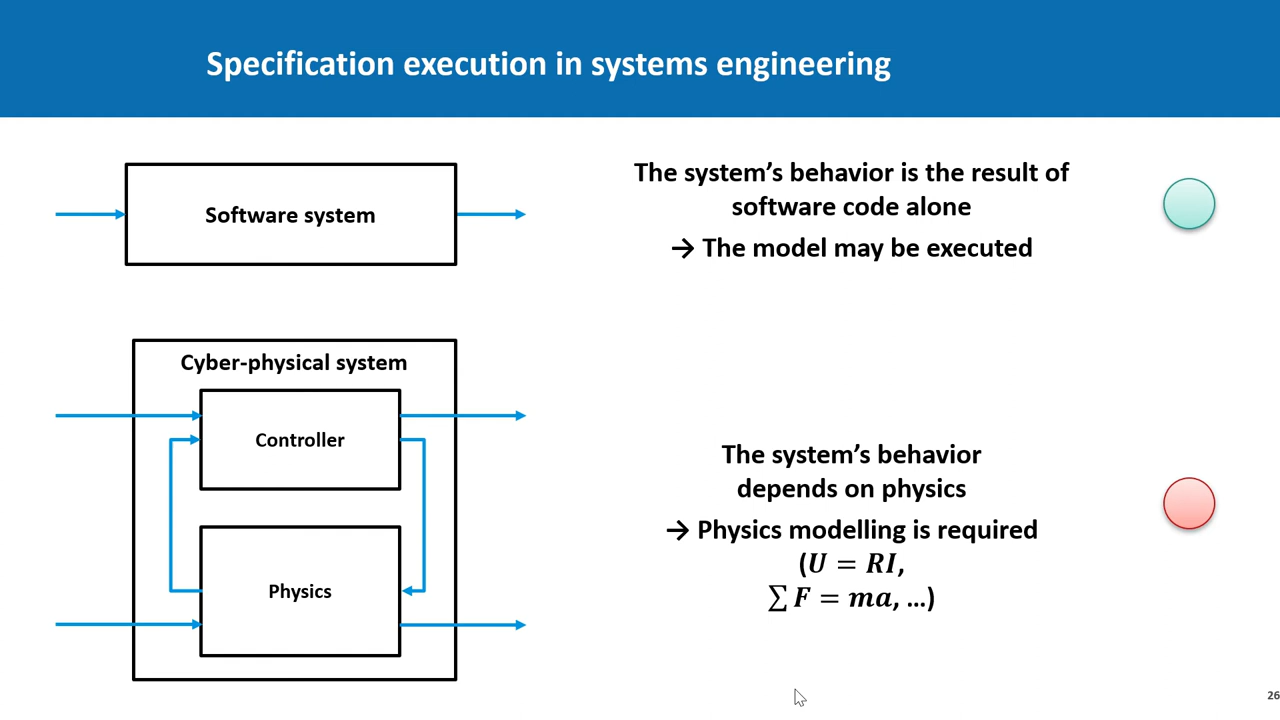 Specification execution in systems engineering
Software system
The system’s behavior is the result of
software code alone
→ The model may be executed
Cyber-physical system
Controller
Physics
The system’s behavior
depends on physics
→ Physics modelling is required
(U = RI,
∑ F = ma, …)
26